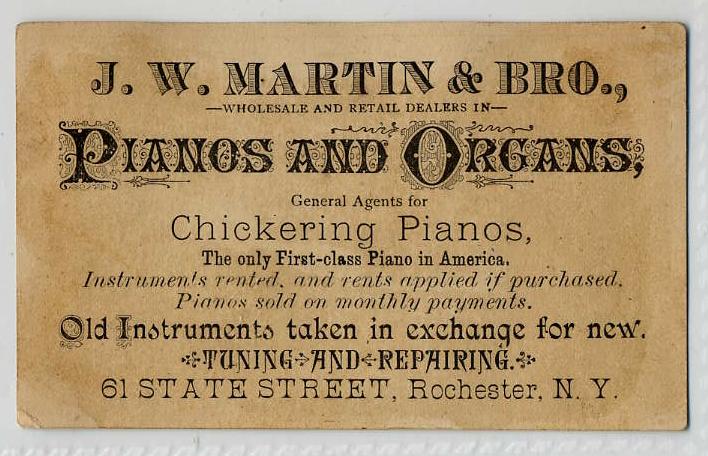 J. W. MARTIN & BRO.,
—WHOLESALE AND RETAIL DEALERS IN—
PIANOS AND ORGANS,
General Agents for
Chickering Pianos,
The only First-class Piano in America.
Instruments rented, and rents applied if purchased.
Pianos sold on monthly payments.
Old Instruments taken in exchange for new.
TUNING AND REPAIRING.
61 STATE STREET, Rochester, N. Y.